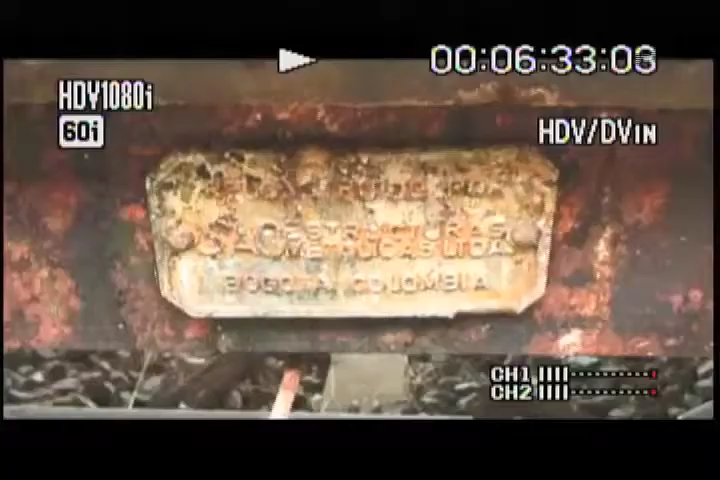 00:06:33:03
HDV1080i
60i
HDV/DVIN
ESTRUCTURAS
METALICAS LTDA
BOGOTA COLOMBIA
CH1
CH2